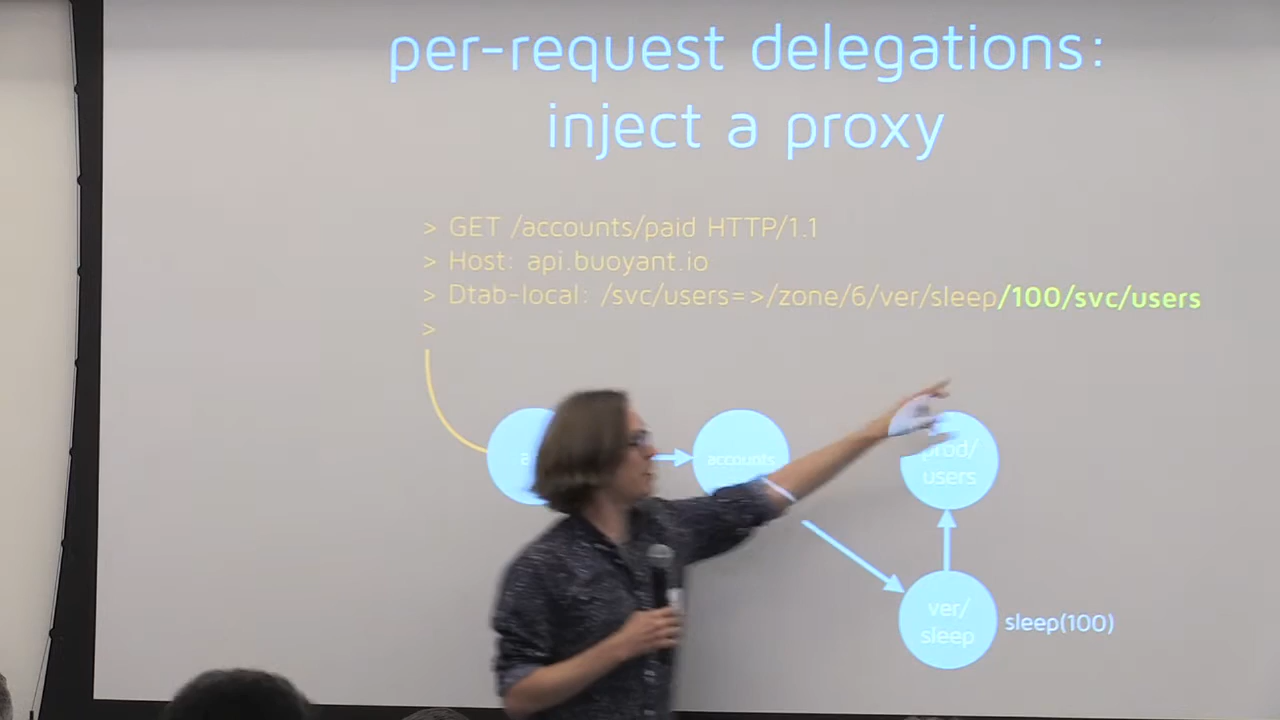 per-request delegations:
inject a proxy
> GET /accounts/paid HTTP/1.1
> Host: api.buoyant.io
> Dtab-local: /svc/users=>/zone/6/ver/sleep/100/svc/users
>
accounts
prod/
users
ver/
sleep
sleep(100)